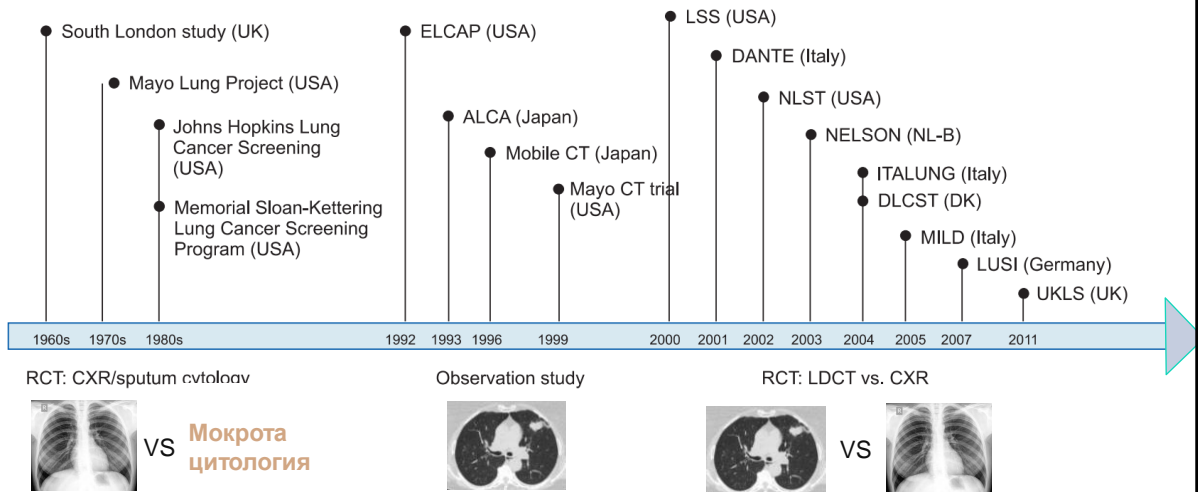 South London study (UK)
Mayo Lung Project (USA)
Johns Hopkins Lung
Cancer Screening
(USA)
Memorial Sloan-Kettering
Lung Cancer Screening
Program (USA)
ELCAP (USA)
ALCA (Japan)
Mobile CT (Japan)
Mayo CT trial
(USA)
LSS (USA)
DANTE (Italy)
NLST (USA)
NELSON (NL-B)
ITALUNG (Italy)
DLCST (DK)
MILD (Italy)
LUSI (Germany)
UKLS (UK)
1960s 1970s 1980s 1992 1993 1996 1999 2000 2001 2002 2003 2004 2005 2007 2011
RCT: CXR/sputum cytology
Observation study
RCT: LDCT vs. CXR
VS
Мокрота
цитология
VS